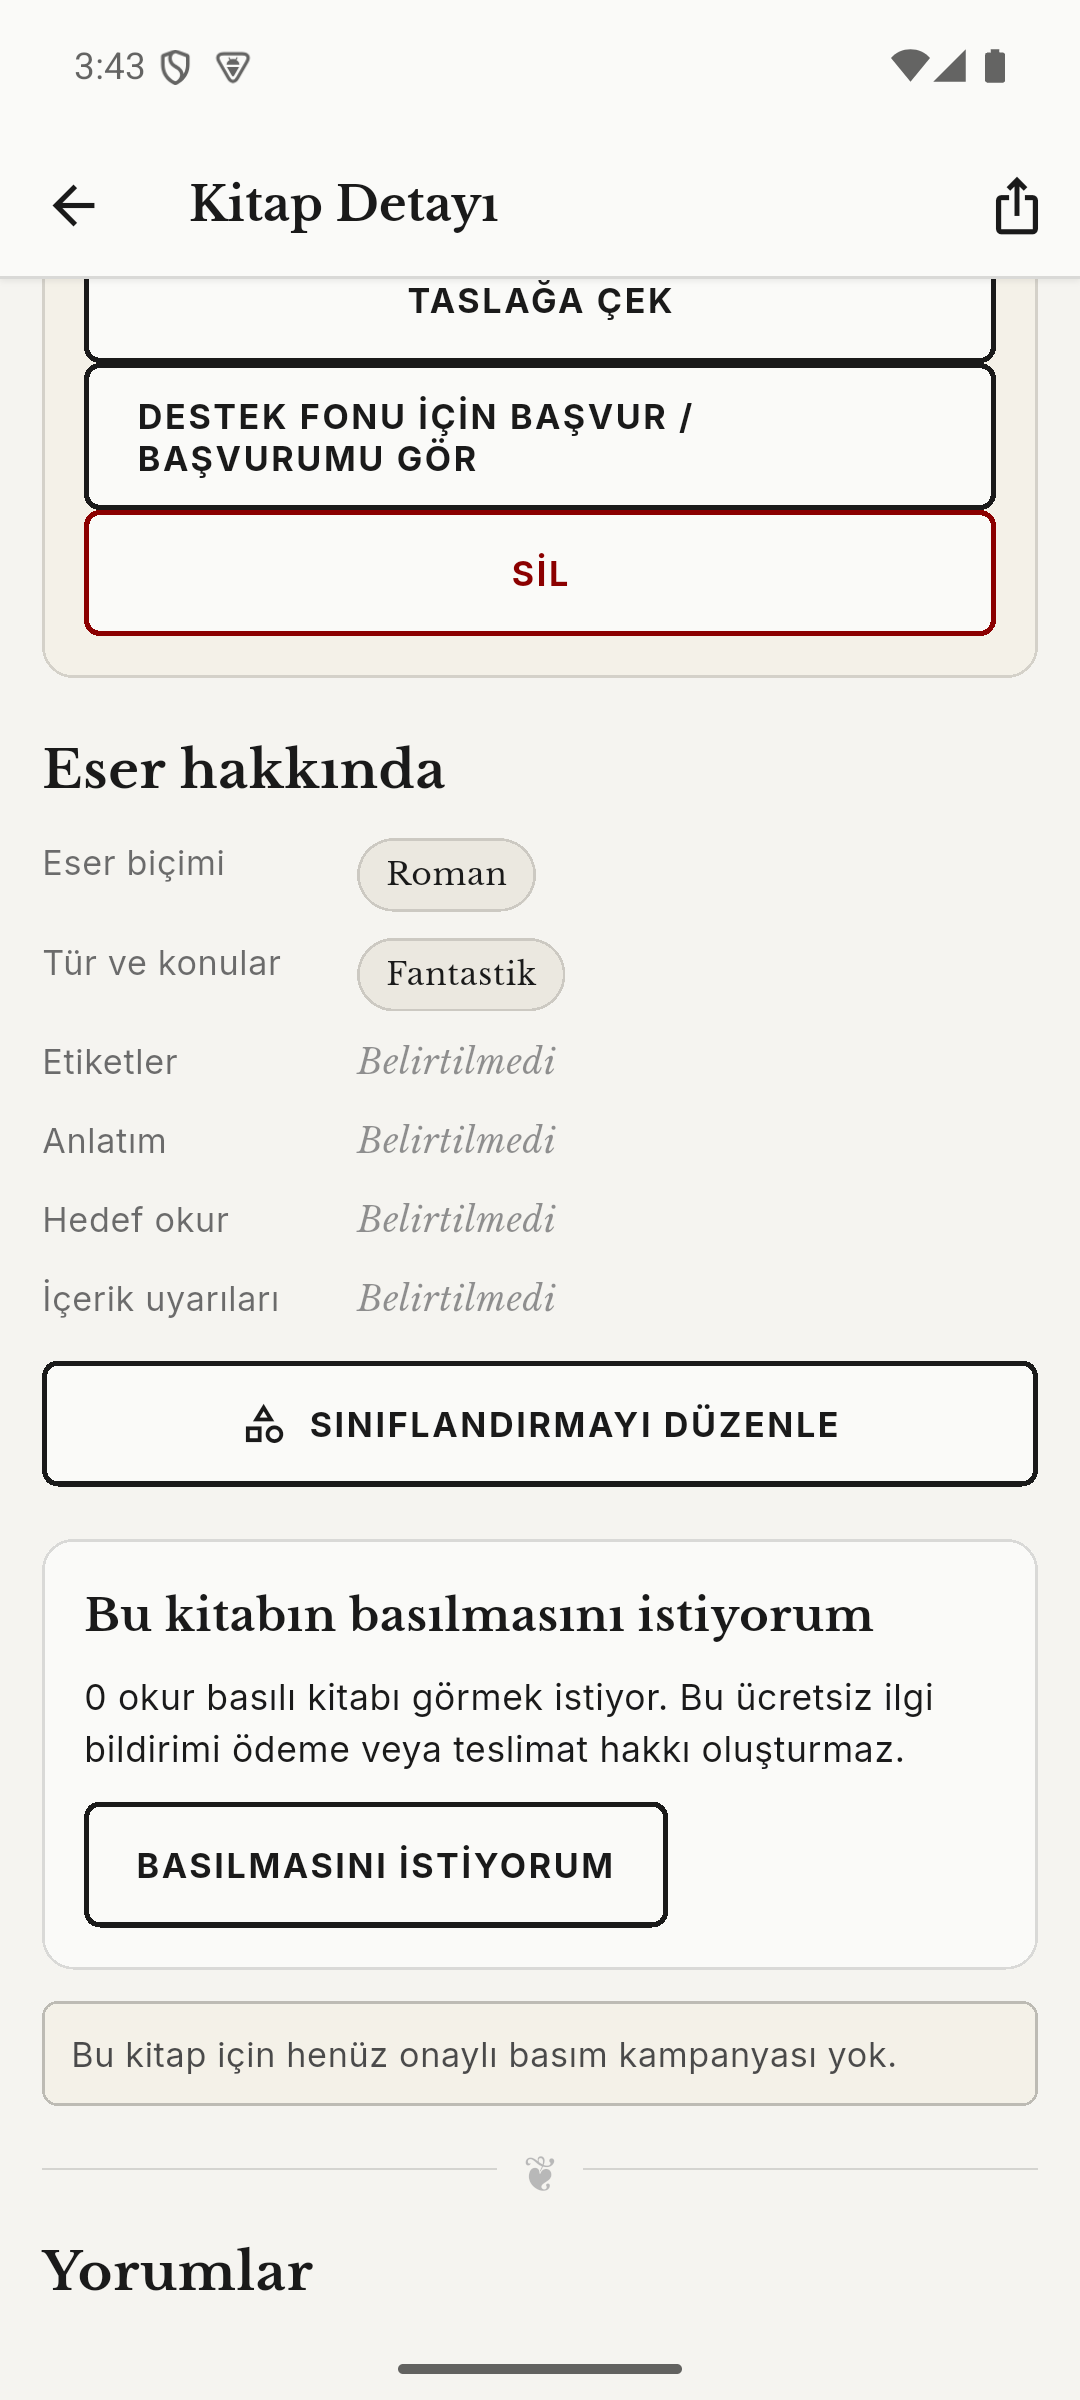 3:43
Kitap Detayı
TASLAĞA ÇEK
DESTEK FONU İÇİN BAŞVUR /
BAŞVURUMU GÖR
SİL
Eser hakkında
Eser biçimi Roman
Tür ve konular Fantastik
Etiketler Belirtilmedi
Anlatım Belirtilmedi
Hedef okur Belirtilmedi
İçerik uyarıları Belirtilmedi
SINIFLANDIRMAYI DÜZENLE
Bu kitabın basılmasını istiyorum
0 okur basılı kitabı görmek istiyor. Bu ücretsiz ilgi
bildirimi ödeme veya teslimat hakkı oluşturmaz.
BASILMASINI İSTİYORUM
Bu kitap için henüz onaylı basım kampanyası yok.
Yorumlar